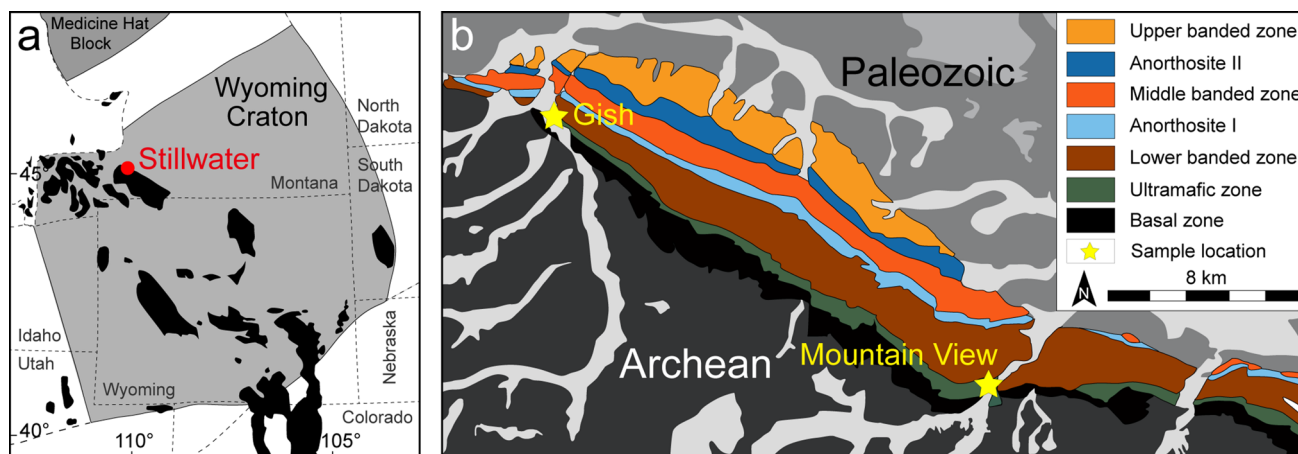 a
Medicine Hat
Block
Wyoming
Craton
North
Dakota
South
Dakota
Stillwater
45°
Montana
Idaho
Utah
Wyoming
Nebraska
Colorado
40°
110°
105°
b
Paleozoic
Gish
Archean
Mountain View
Upper banded zone
Anorthosite II
Middle banded zone
Anorthosite I
Lower banded zone
Ultramafic zone
Basal zone
Sample location
N
8 km